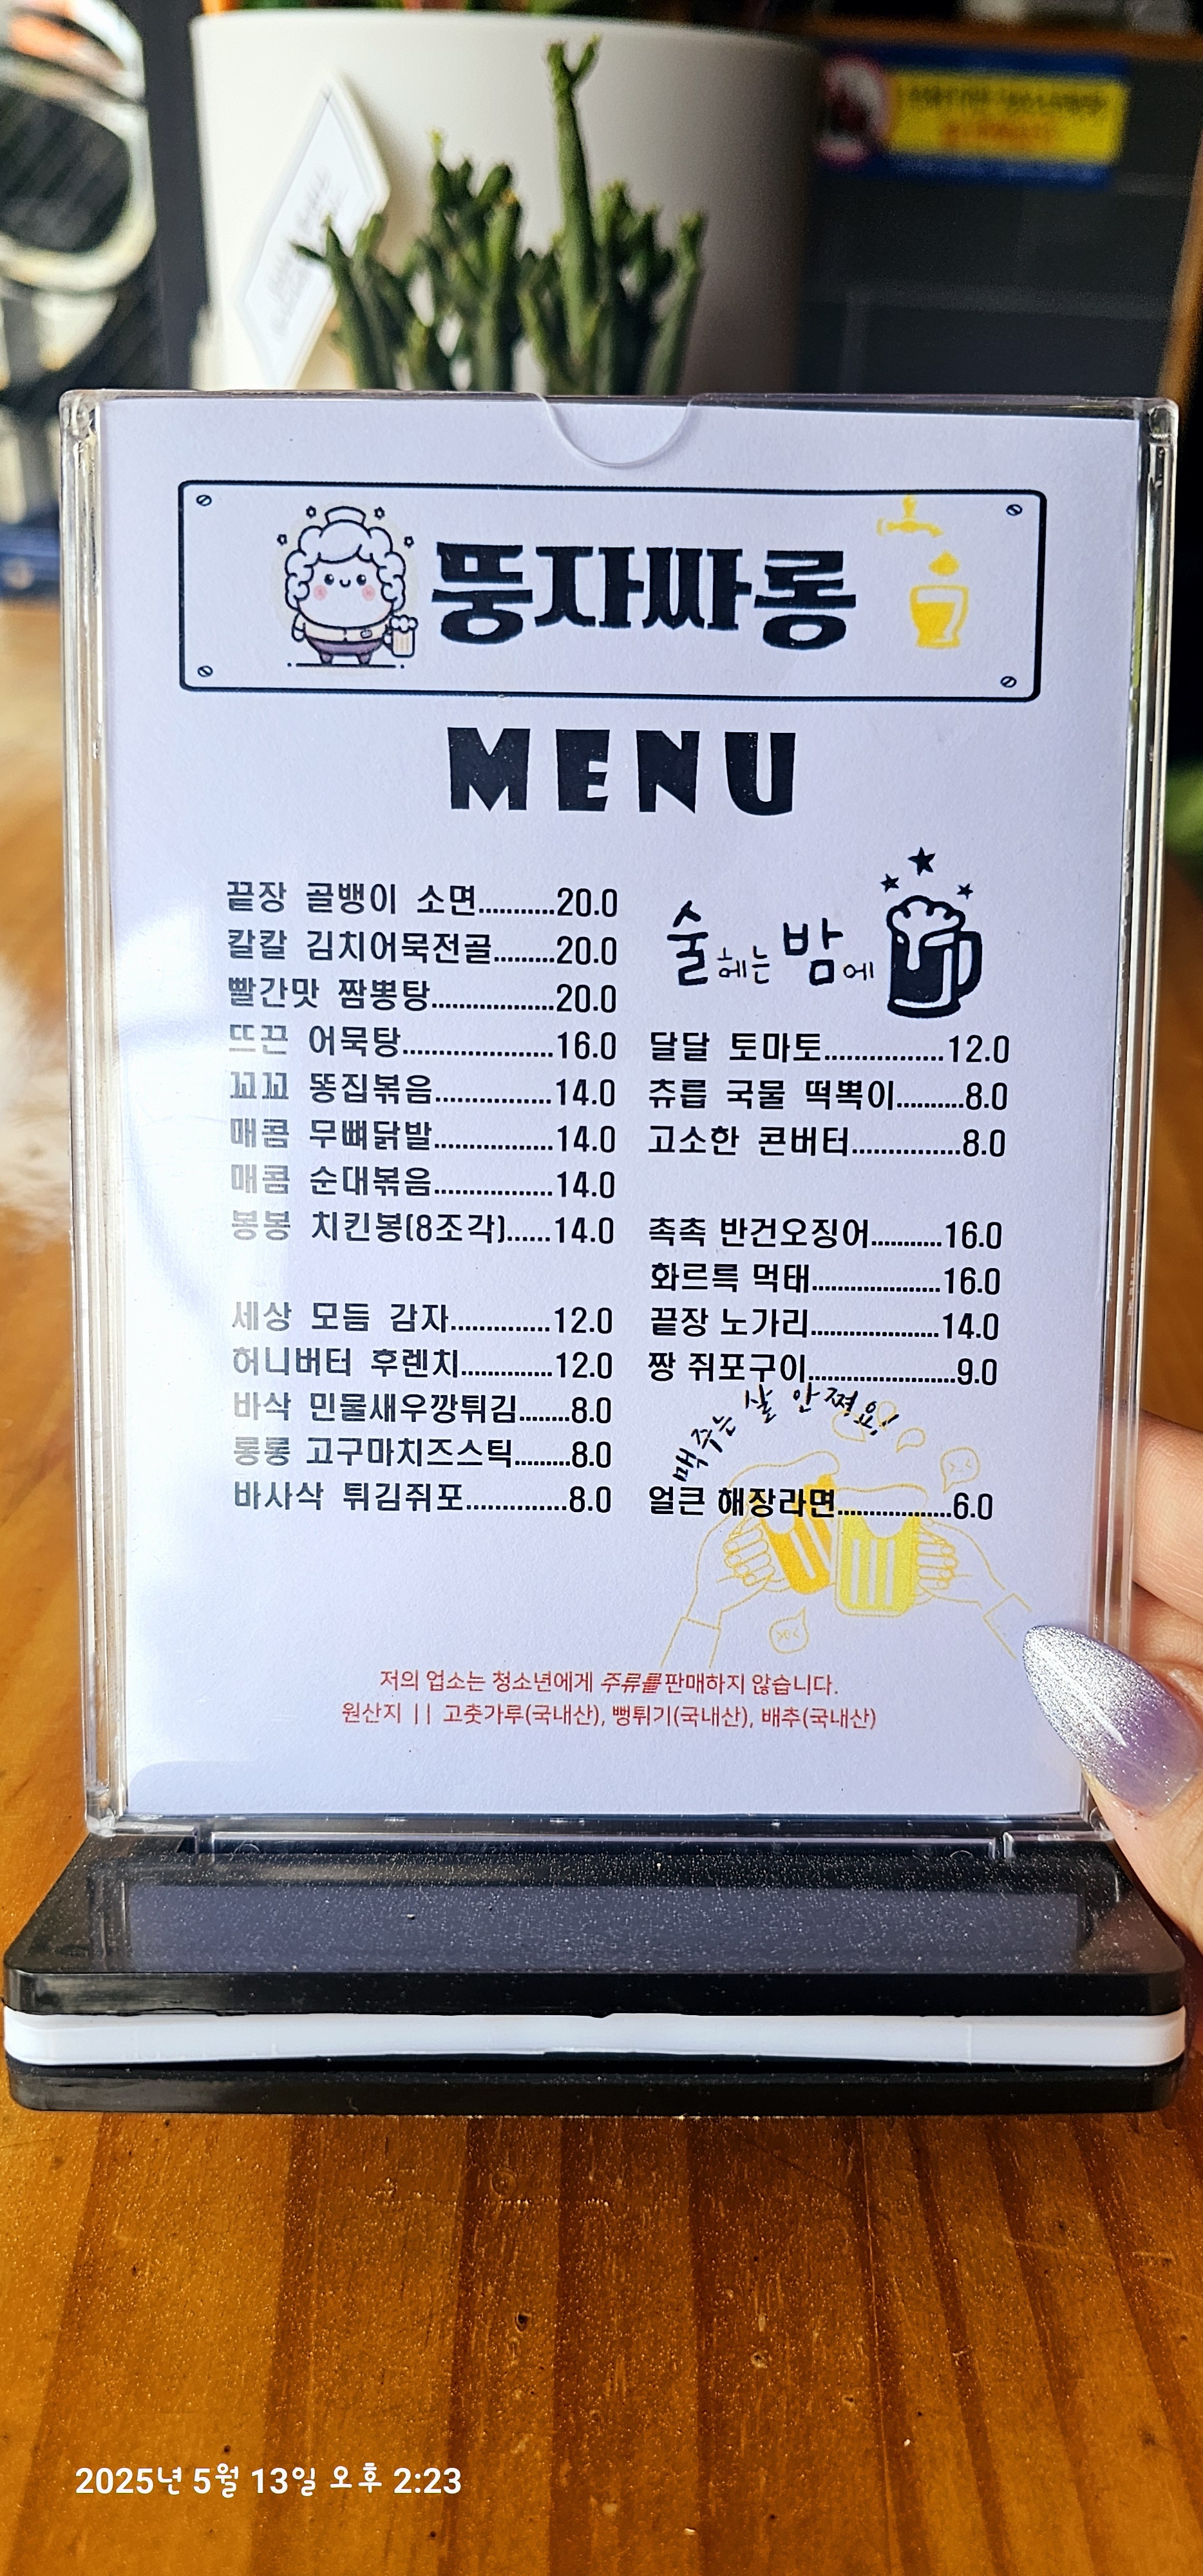 풍자싸롱
MENU
끝장 골뱅이 소면...........20.0
칼칼 김치어묵전골.........20.0
빨간맛 짬뽕탕..................20.0
뜨끈 어묵탕......................16.0
꼬꼬 똥집볶음.................14.0
매콤 무뼈닭발.................14.0
매콤 순대볶음.................14.0
봉봉 치킨봉(8조각)......14.0
세상 모듬 감자...............12.0
허니버터 후렌치.............12.0
바삭 민물새우깡튀김........8.0
롱롱 고구마치즈스틱.........8.0
바사삭 튀김쥐포...............8.0
술헤는 밤에
달달 토마토.................12.0
츄릅 국물 떡뽁이..........8.0
고소한 콘버터................8.0
촉촉 반건오징어...........16.0
화르륵 먹태....................16.0
끝장 노가리....................14.0
짱 쥐포구이......................9.0
맥주는 살 안 쪄요!
얼큰 해장라면..................6.0
저의 업소는 청소년에게 주류를 판매하지 않습니다.
원산지 || 고춧가루(국내산), 뻥튀기(국내산), 배추(국내산)
2025년 5월 13일 오후 2:23